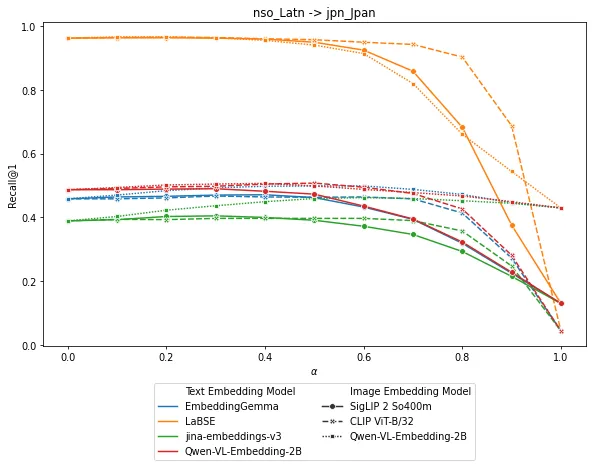 nso_Latn -> jpn_Jpan
Recall@1
1.0
0.8
0.6
0.4
0.2
0.0
0.0 0.2 0.4 0.6 0.8 1.0
α
Text Embedding Model
EmbeddingGemma
LaBSE
jina-embeddings-v3
Qwen-VL-Embedding-2B
Image Embedding Model
SigLIP 2 So400m
CLIP ViT-B/32
Qwen-VL-Embedding-2B